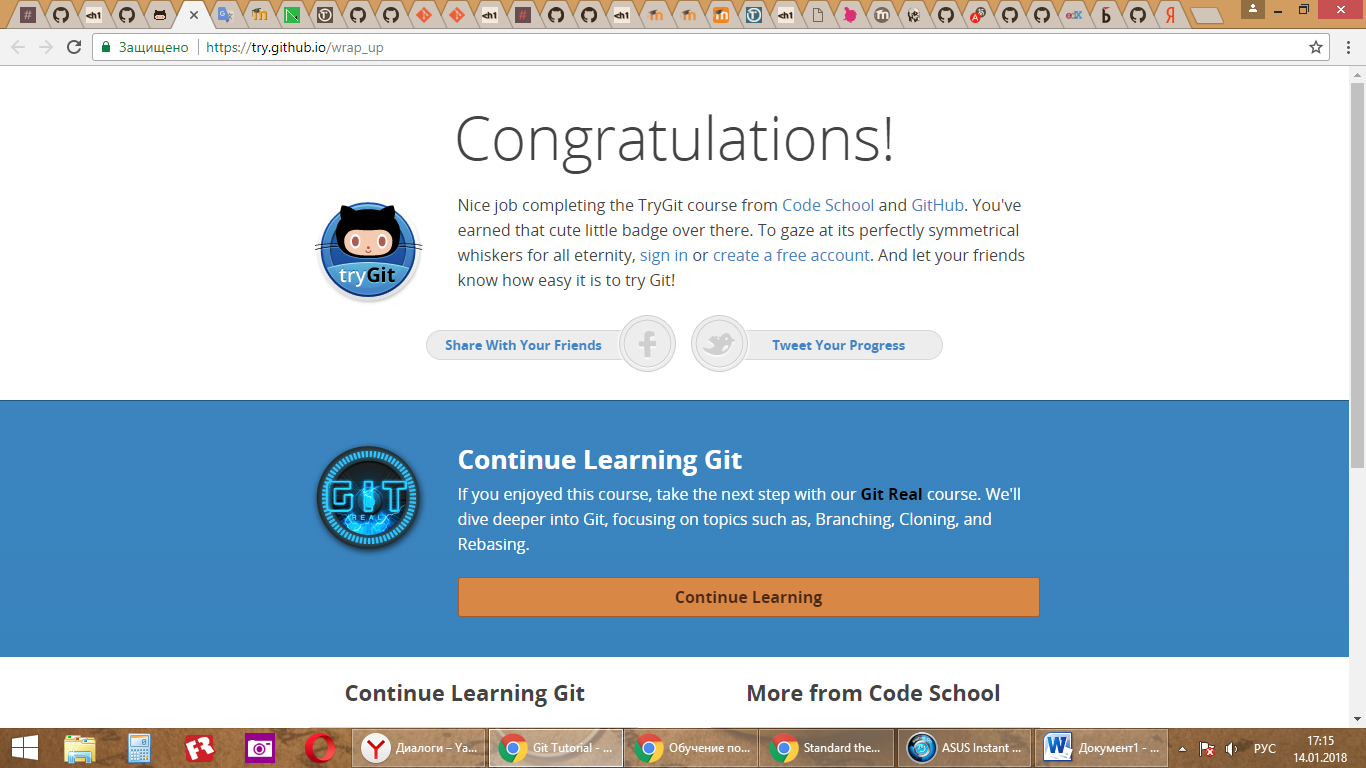 Защищено https://try.github.io/wrap_up
Congratulations!
Nice job completing the TryGit course from Code School and GitHub. You've
earned that cute little badge over there. To gaze at its perfectly symmetrical
whiskers for all eternity, sign in or create a free account. And let your friends
know how easy it is to try Git!
tryGit
Share With Your Friends
Tweet Your Progress
Continue Learning Git
If you enjoyed this course, take the next step with our Git Real course. We'll
dive deeper into Git, focusing on topics such as, Branching, Cloning, and
Rebasing.
GIT
REAL
Continue Learning
Continue Learning Git
More from Code School
Диалоги – Ya...
Git Tutorial - ...
Обучение по...
Standard the...
ASUS Instant ...
Документ1 - ...
РУС
17:15
14.01.2018